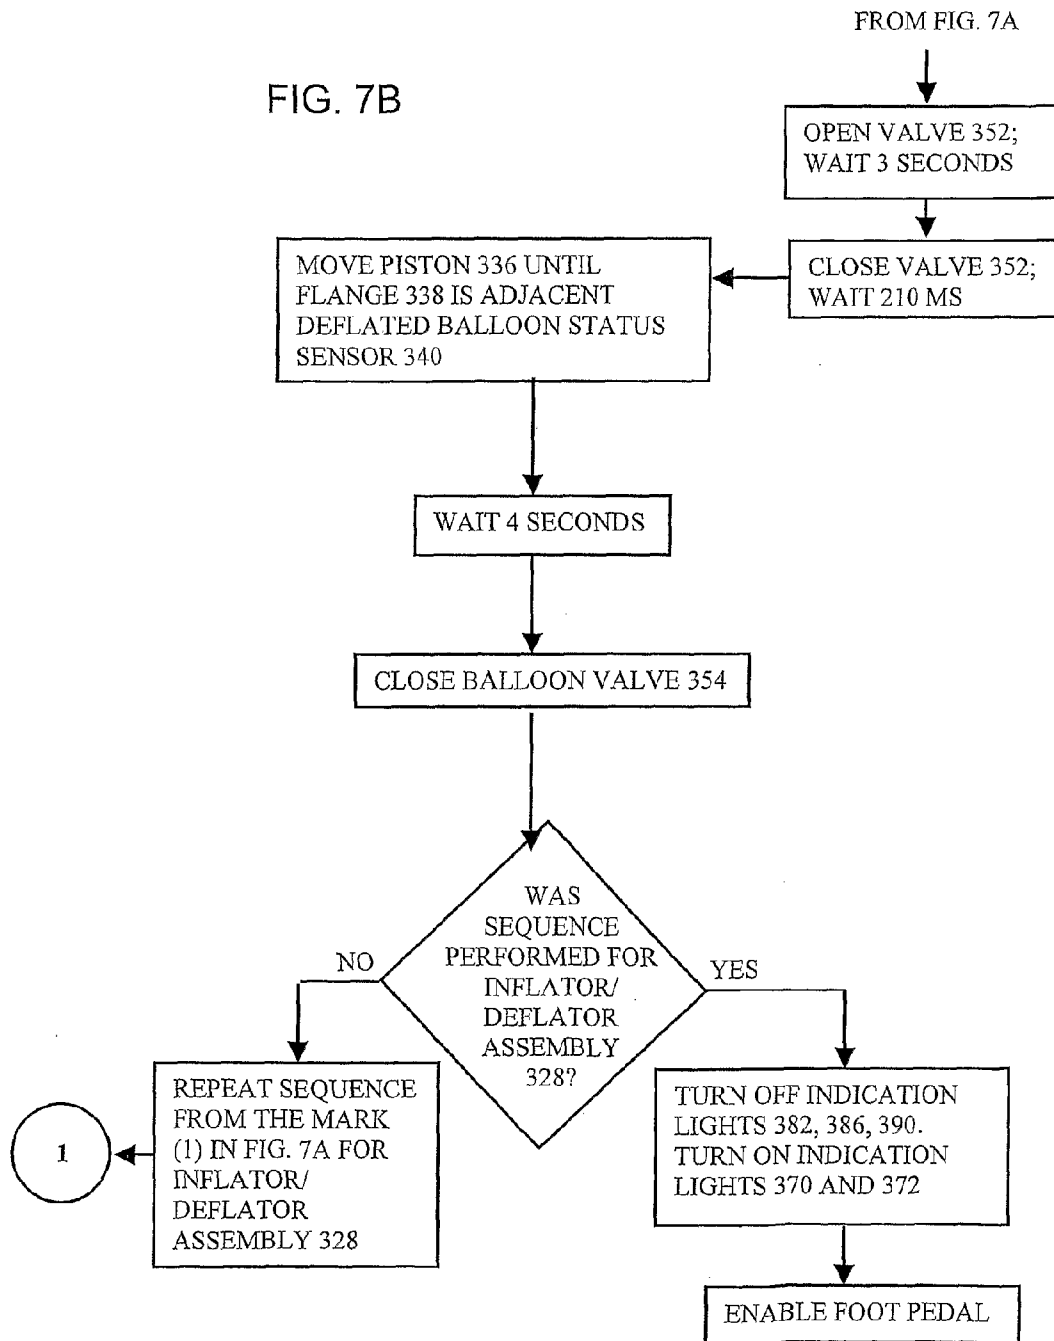 FROM FIG. 7A
FIG. 7B
OPEN VALVE 352;
WAIT 3 SECONDS
CLOSE VALVE 352;
WAIT 210 MS
MOVE PISTON 336 UNTIL
FLANGE 338 IS ADJACENT
DEFLATED BALLOON STATUS
SENSOR 340
WAIT 4 SECONDS
CLOSE BALLOON VALVE 354
WAS
SEQUENCE
PERFORMED FOR
INFLATOR/
DEFLATOR
ASSEMBLY
328?
NO
YES
REPEAT SEQUENCE
FROM THE MARK
(1) IN FIG. 7A FOR
INFLATOR/
DEFLATOR
ASSEMBLY 328
1
TURN OFF INDICATION
LIGHTS 382, 386, 390.
TURN ON INDICATION
LIGHTS 370 AND 372
ENABLE FOOT PEDAL